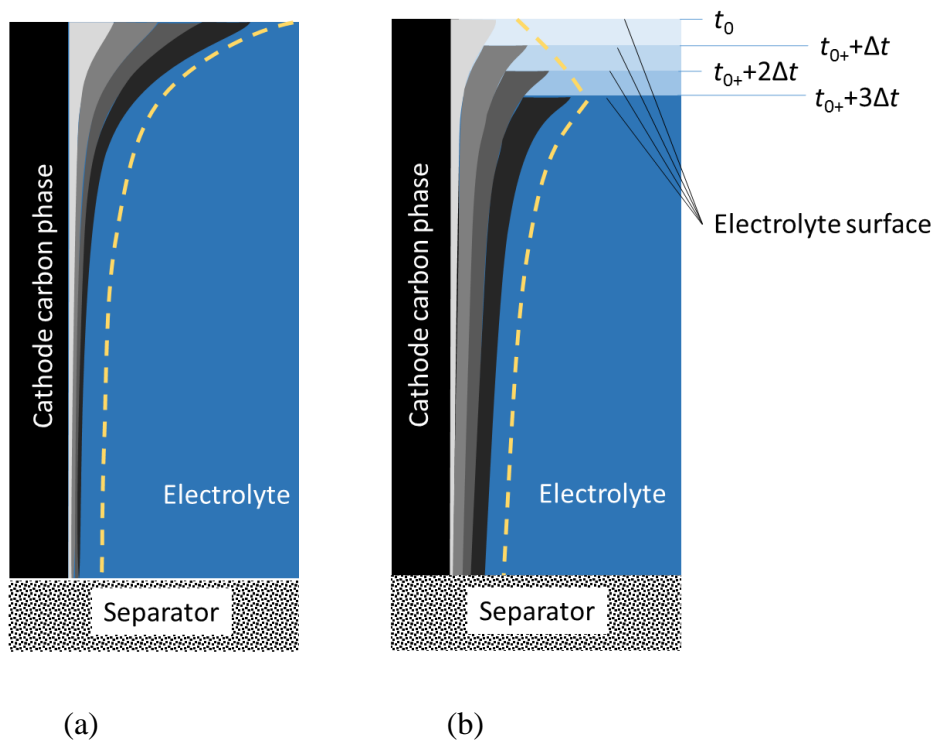 Cathode carbon phase
Electrolyte
Separator
(a)
Cathode carbon phase
Electrolyte
Separator
(b)
t₀
t₀₊+Δt
t₀₊+2Δt
t₀₊+3Δt
Electrolyte surface